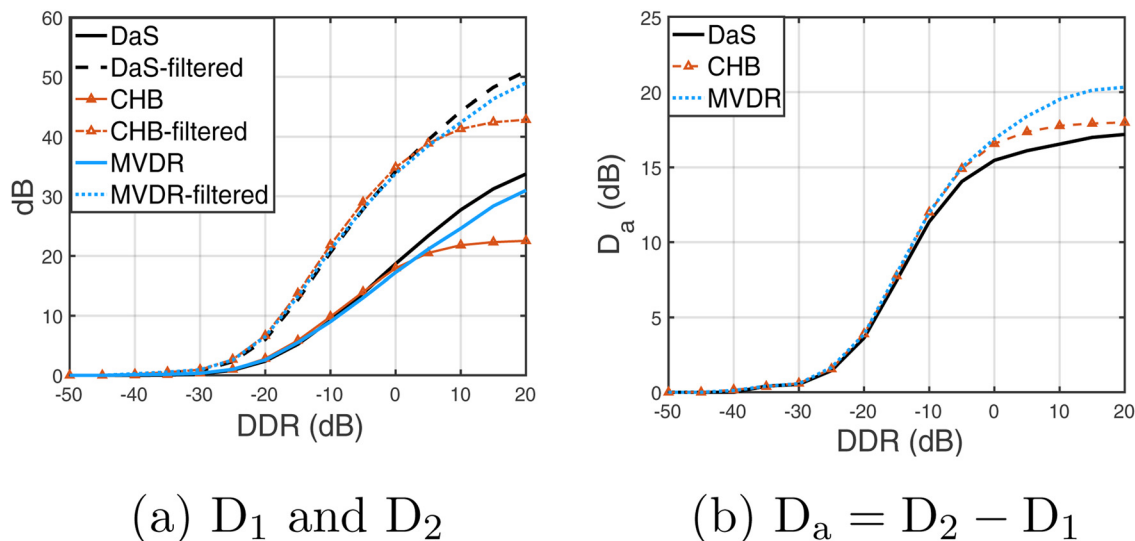 60
50
40
30
20
10
0
dB
DaS
DaS-filtered
CHB
CHB-filtered
MVDR
MVDR-filtered
-50 -40 -30 -20 -10 0 10 20
DDR (dB)
(a) D₁ and D₂
25
20
15
10
5
0
Dₐ (dB)
DaS
CHB
MVDR
-50 -40 -30 -20 -10 0 10 20
DDR (dB)
(b) Dₐ = D₂ − D₁